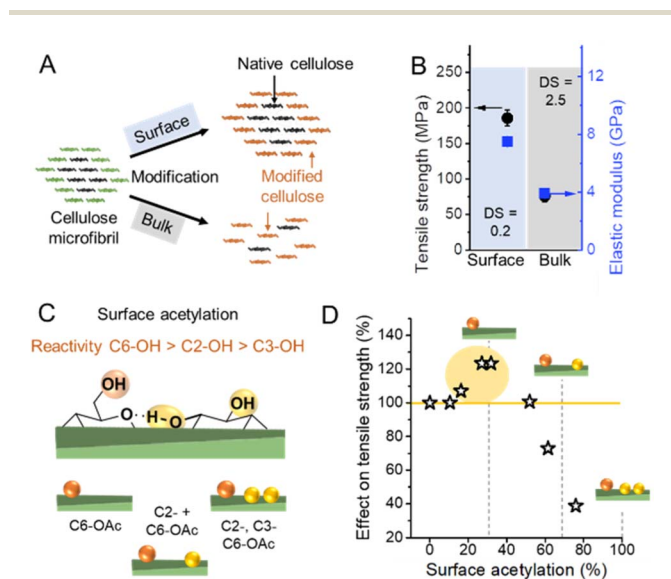 A
Native cellulose
Surface
Modification
Bulk
Cellulose
microfibril
Modified
cellulose
B
Tensile strength (MPa)
250
200
150
100
75
50
25
0
DS =
0.2
DS =
2.5
12
8
4
0
Elastic modulus (GPa)
Surface
Bulk
C
Surface acetylation
Reactivity C6-OH > C2-OH > C3-OH
OH
O
H
O
OH
C6-OAc
C2- +
C6-OAc
C2-, C3-
C6-OAc
D
Effect on tensile strength (%)
140
120
100
80
60
40
20
0
20
40
60
80
100
Surface acetylation (%)